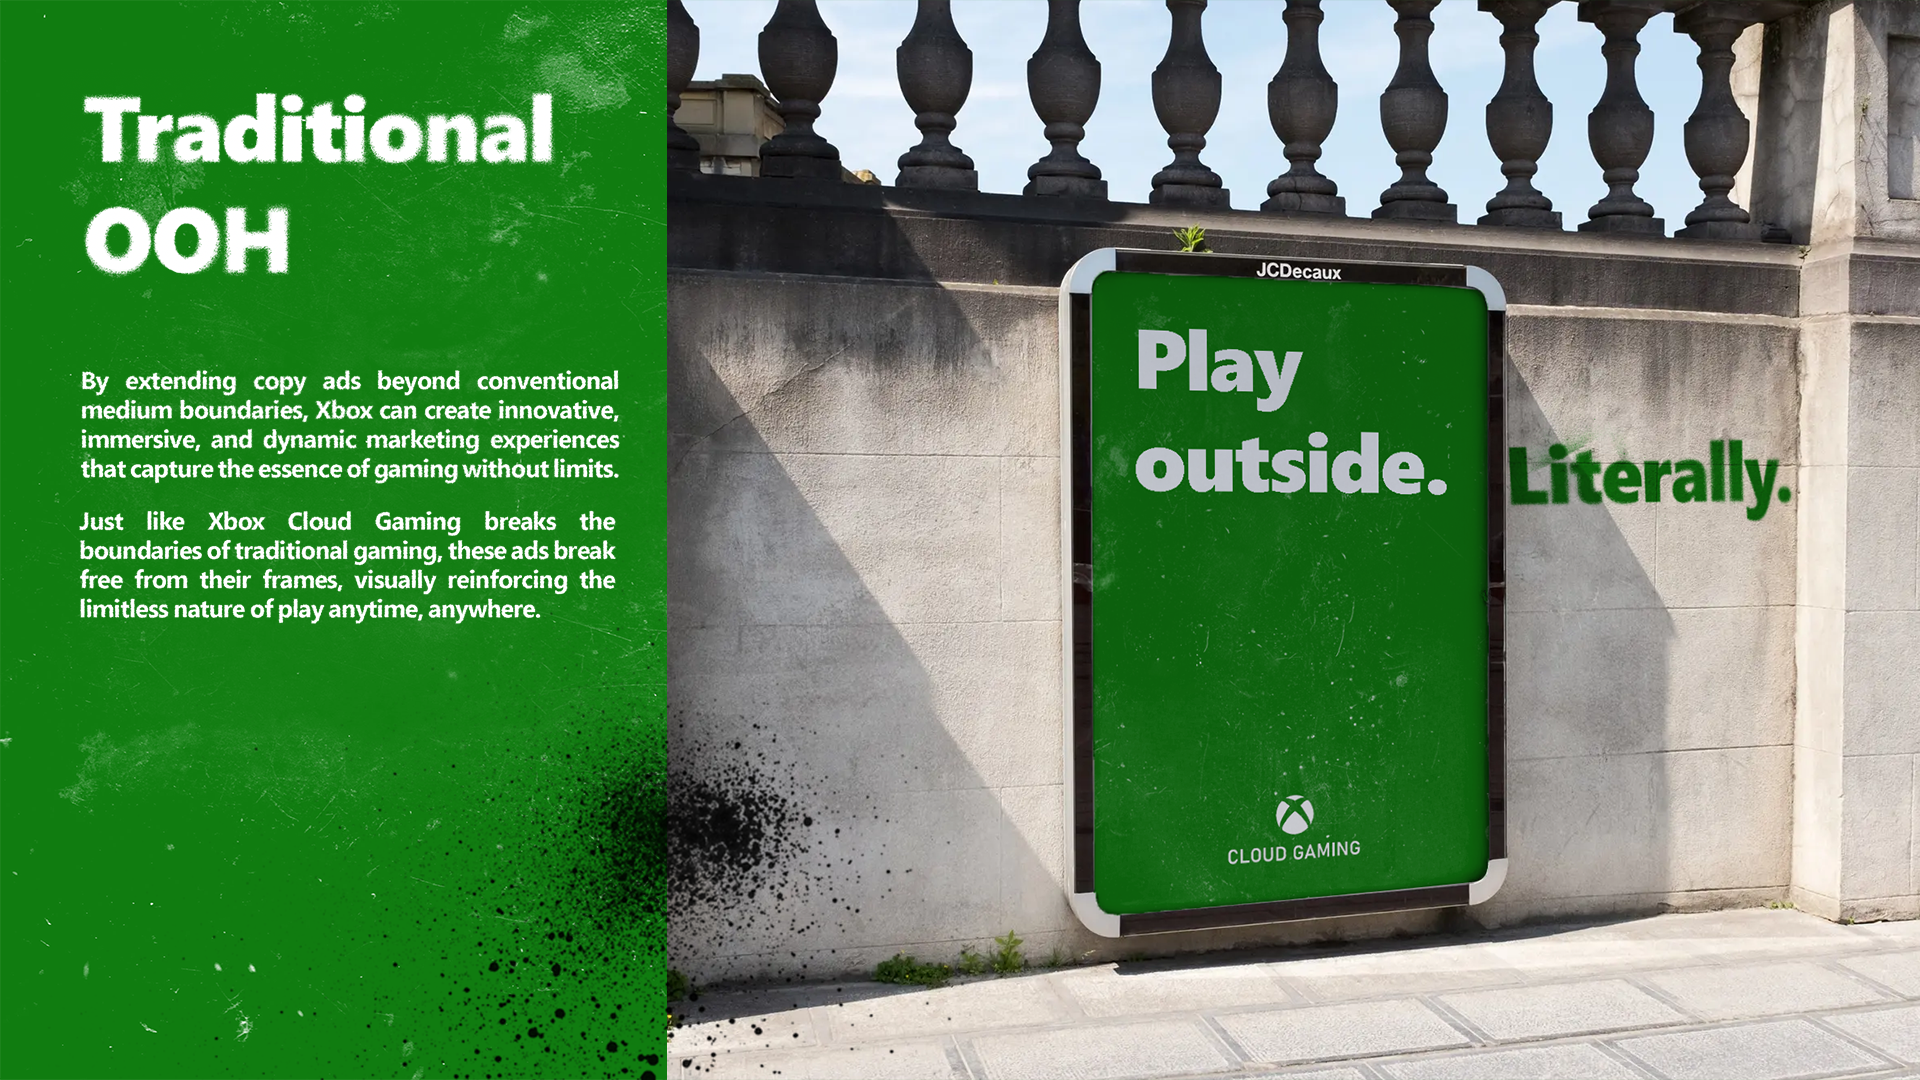 Traditional
OOH
By extending copy ads beyond conventional
medium boundaries, Xbox can create innovative,
immersive, and dynamic marketing experiences
that capture the essence of gaming without limits.
Just like Xbox Cloud Gaming breaks the
boundaries of traditional gaming, these ads break
free from their frames, visually reinforcing the
limitless nature of play anytime, anywhere.
JCDecaux
Play
outside.
Literally.
CLOUD GAMING